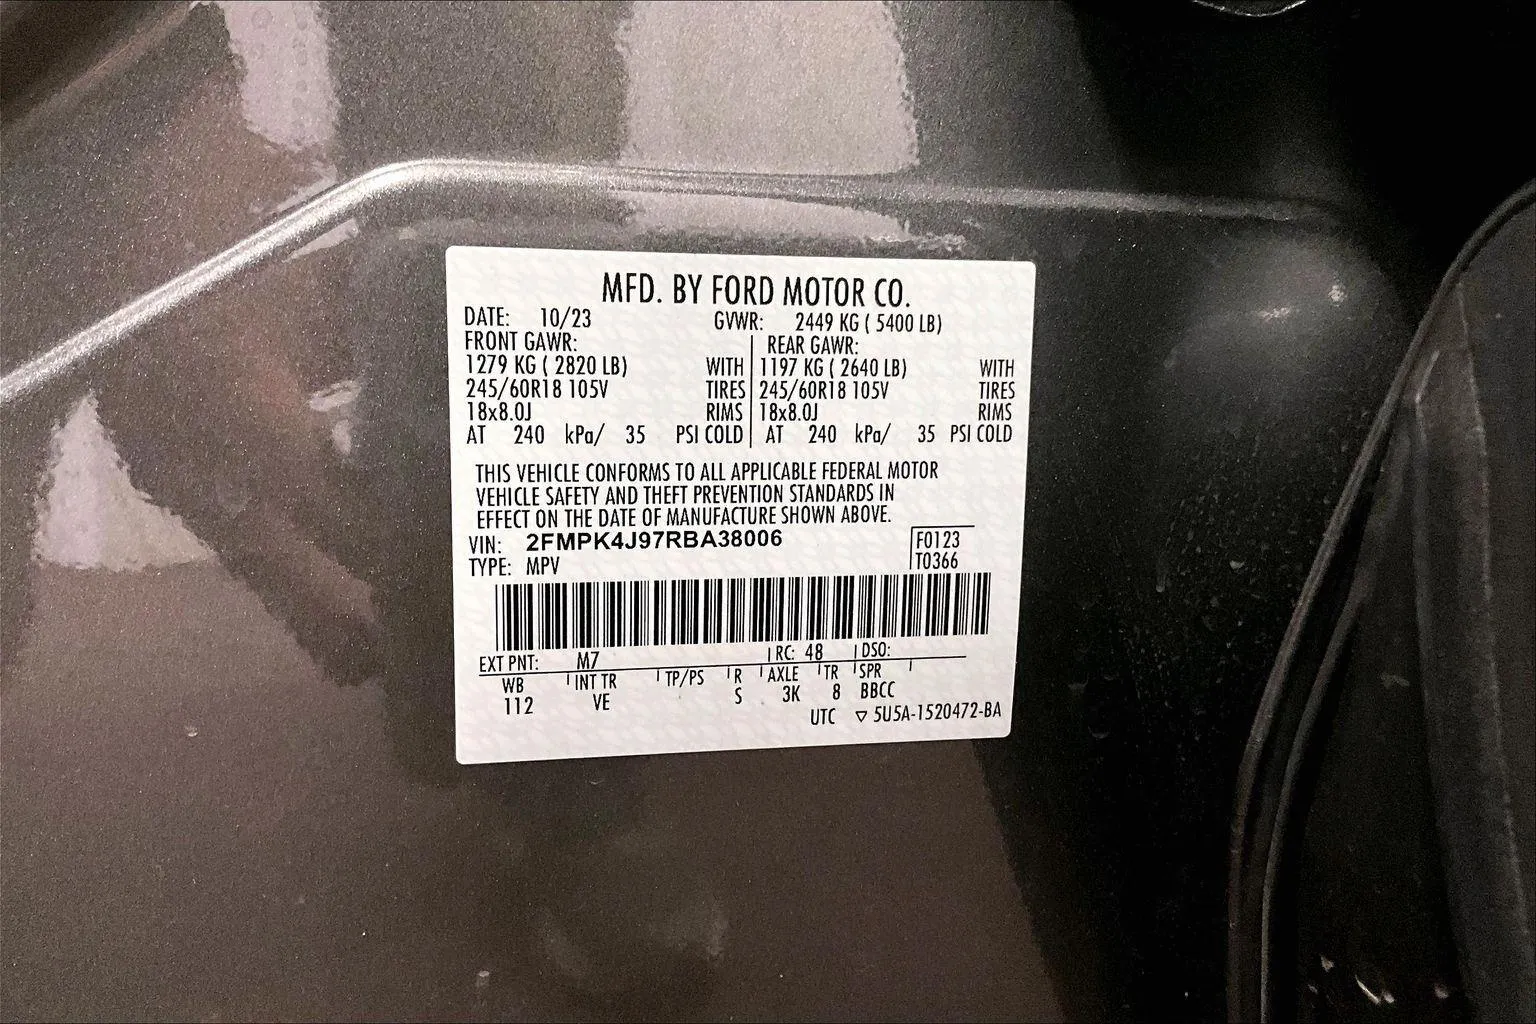 MFD. BY FORD MOTOR CO.
DATE: 10/23 GVWR: 2449 KG ( 5400 LB)
FRONT GAWR: REAR GAWR:
1279 KG ( 2820 LB) WITH 1197 KG ( 2640 LB) WITH
245/60R18 105V TIRES 245/60R18 105V TIRES
18x8.0J RIMS 18x8.0J RIMS
AT 240 kPa/ 35 PSI COLD AT 240 kPa/ 35 PSI COLD
THIS VEHICLE CONFORMS TO ALL APPLICABLE FEDERAL MOTOR
VEHICLE SAFETY AND THEFT PREVENTION STANDARDS IN
EFFECT ON THE DATE OF MANUFACTURE SHOWN ABOVE.
VIN: 2FMPK4J97RBA38006 F0123
TYPE: MPV T0366
EXT PNT: M7 RC: 48 DSO:
WB INT TR TP/PS R AXLE TR SPR
112 VE S 3K 8 BBCC
UTC ▽ 5U5A-1520472-BA